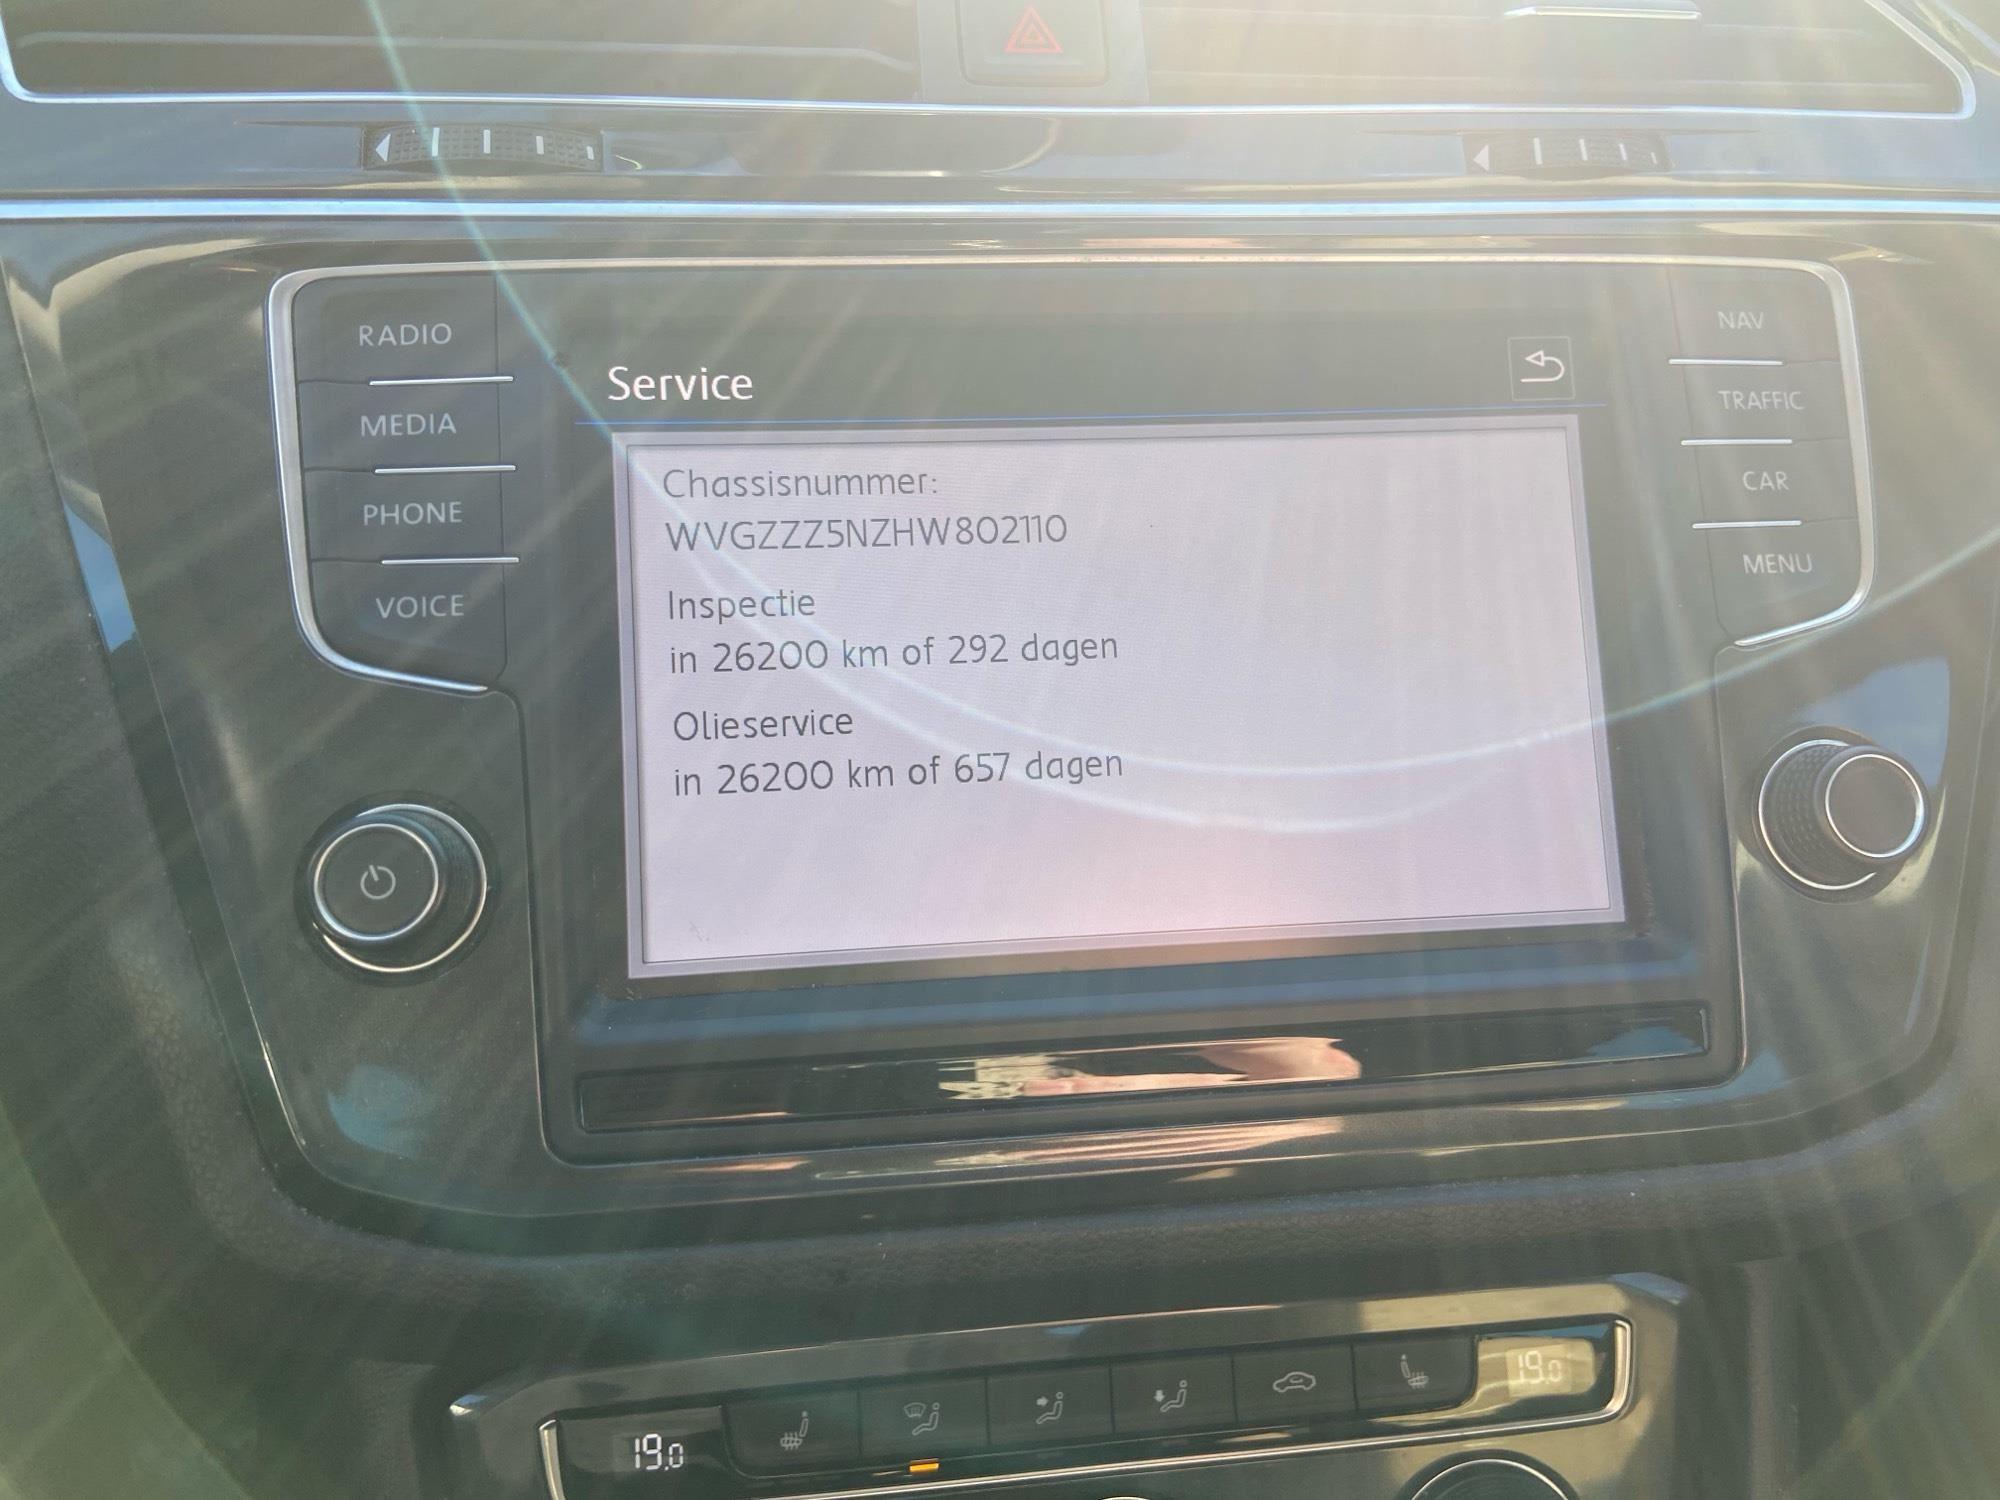 RADIO
MEDIA
PHONE
VOICE
Service
Chassisnummer:
WVGZZZ5NZHW802110
Inspectie
in 26200 km of 292 dagen
Olieservice
in 26200 km of 657 dagen
NAV
TRAFFIC
CAR
MENU
19.0
19.0